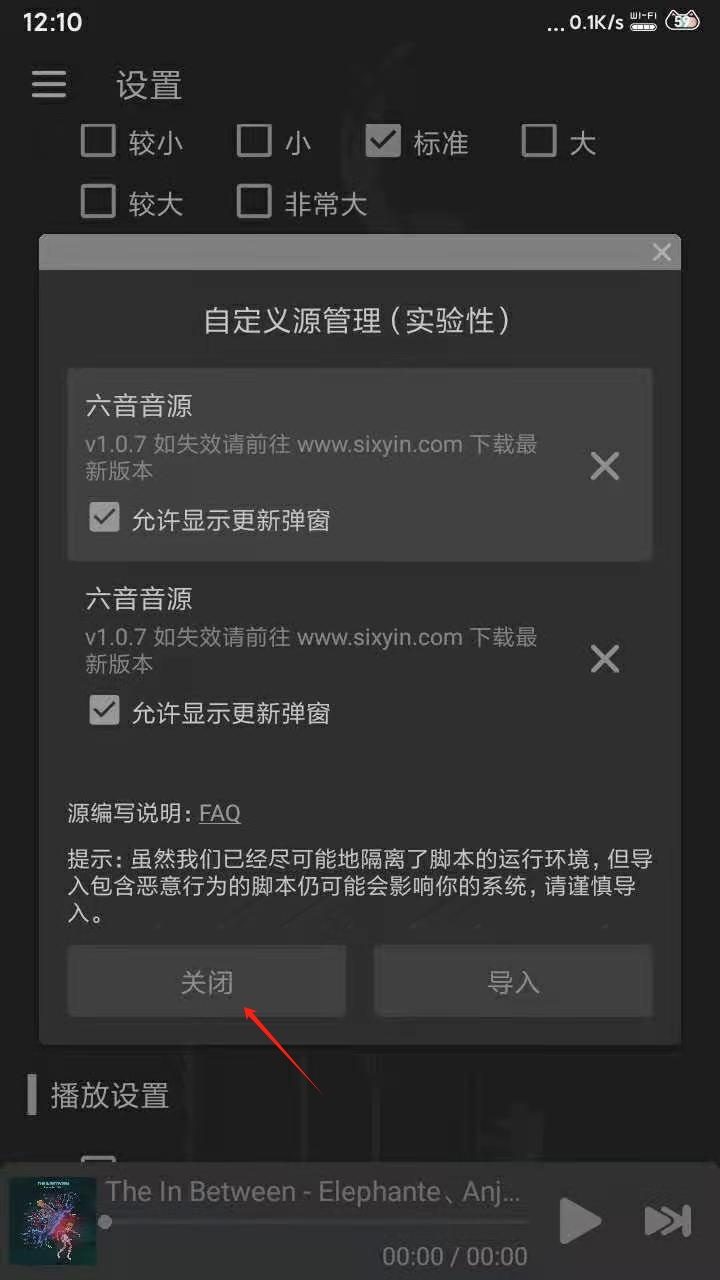 12:10
... 0.1K/s WI-FI 59
设置
较小 小 标准 大
较大 非常大
自定义源管理（实验性）
六音音源
v1.0.7 如失效请前往 www.sixyin.com 下载最
新版本
允许显示更新弹窗
六音音源
v1.0.7 如失效请前往 www.sixyin.com 下载最
新版本
允许显示更新弹窗
源编写说明：FAQ
提示：虽然我们已经尽可能地隔离了脚本的运行环境，但导
入包含恶意行为的脚本仍可能会影响你的系统，请谨慎导
入。
关闭 导入
播放设置
THE IN BETWEEN
The In Between - Elephante、Anj...
00:00 / 00:00